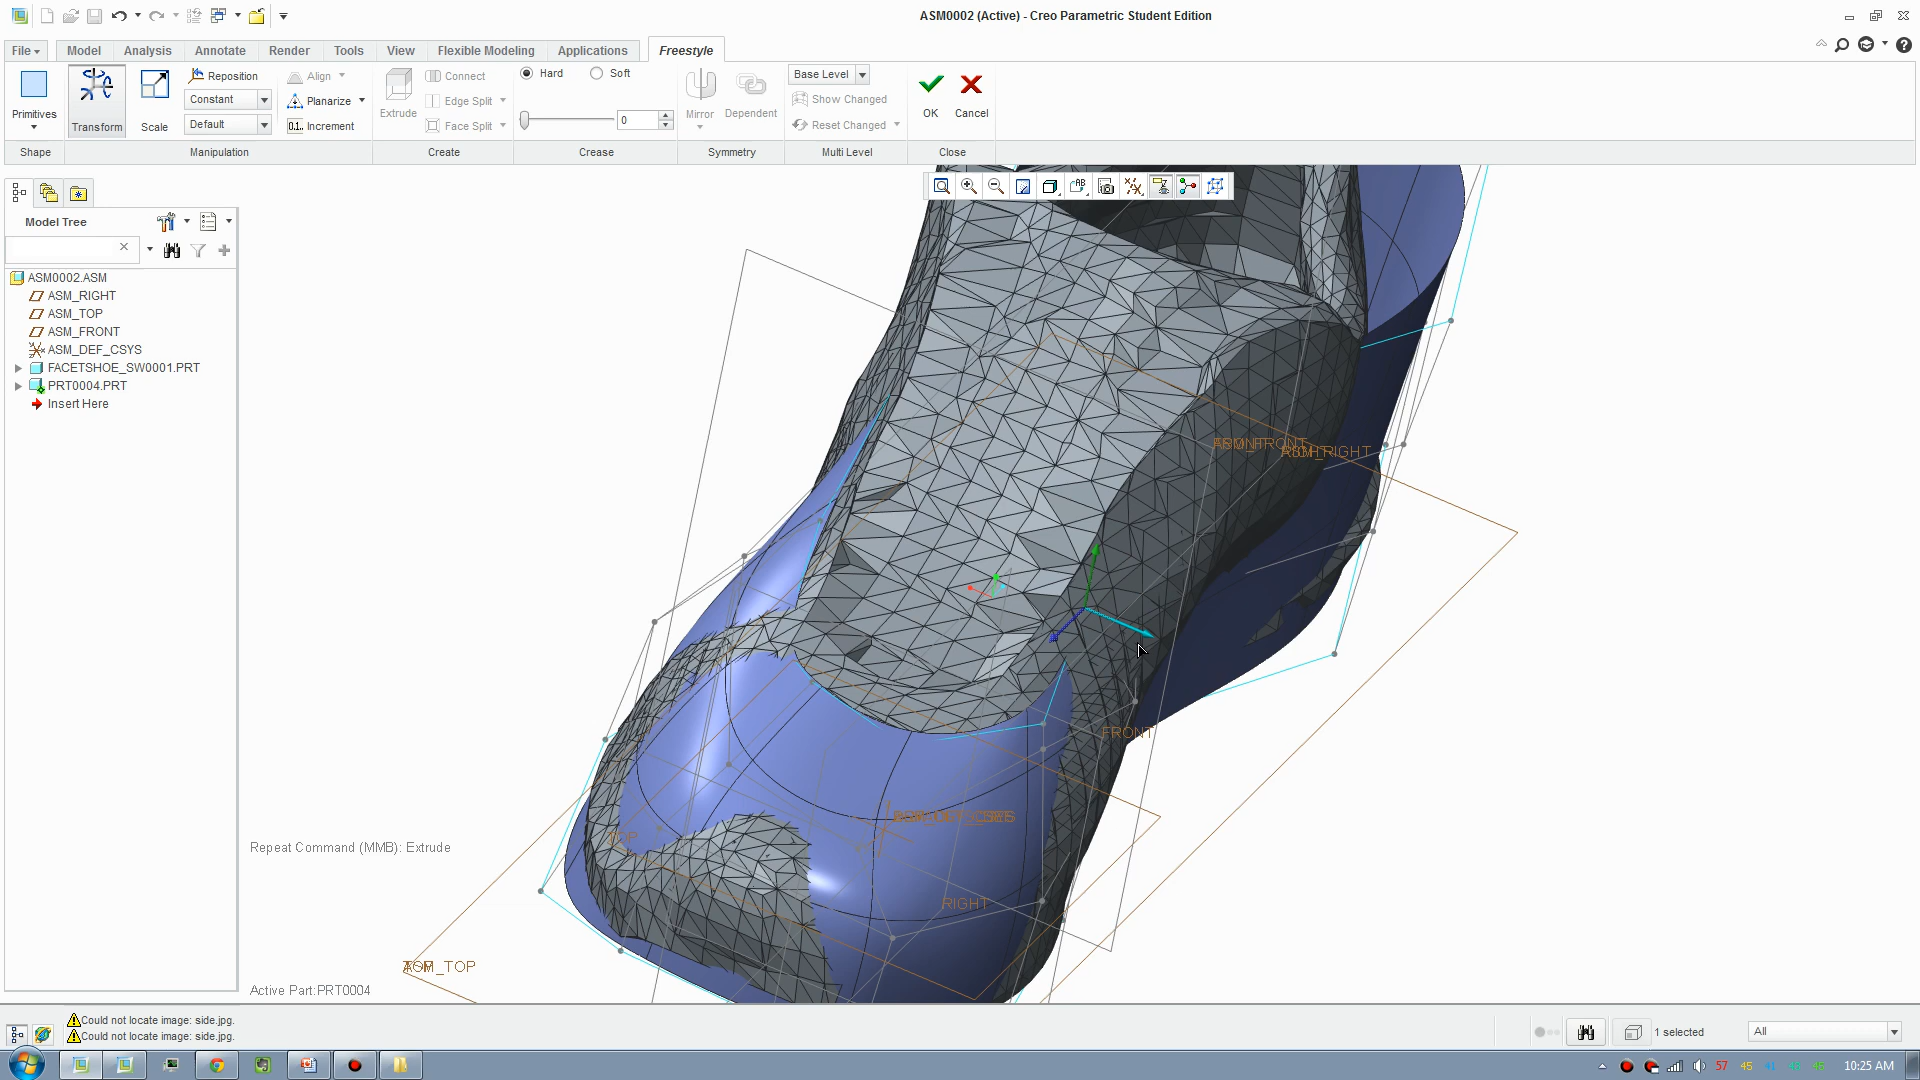 ASM0002 (Active) - Creo Parametric Student Edition
File Model Analysis Annotate Render Tools View Flexible Modeling Applications Freestyle
Reposition Align Connect Hard Soft Base Level
Constant Planarize Edge Split Show Changed
Primitives Transform Scale Default 0.1.. Increment Extrude Face Split 0 Mirror Dependent Reset Changed OK Cancel
Shape Manipulation Create Crease Symmetry Multi Level Close
Model Tree
ASM0002.ASM
ASM_RIGHT
ASM_TOP
ASM_FRONT
ASM_DEF_CSYS
FACETSHOE_SW0001.PRT
PRT0004.PRT
Insert Here
FRONT
TOP
RIGHT
Repeat Command (MMB): Extrude
Active Part:PRT0004
Could not locate image: side.jpg.
Could not locate image: side.jpg.
1 selected All
57 45
10:25 AM